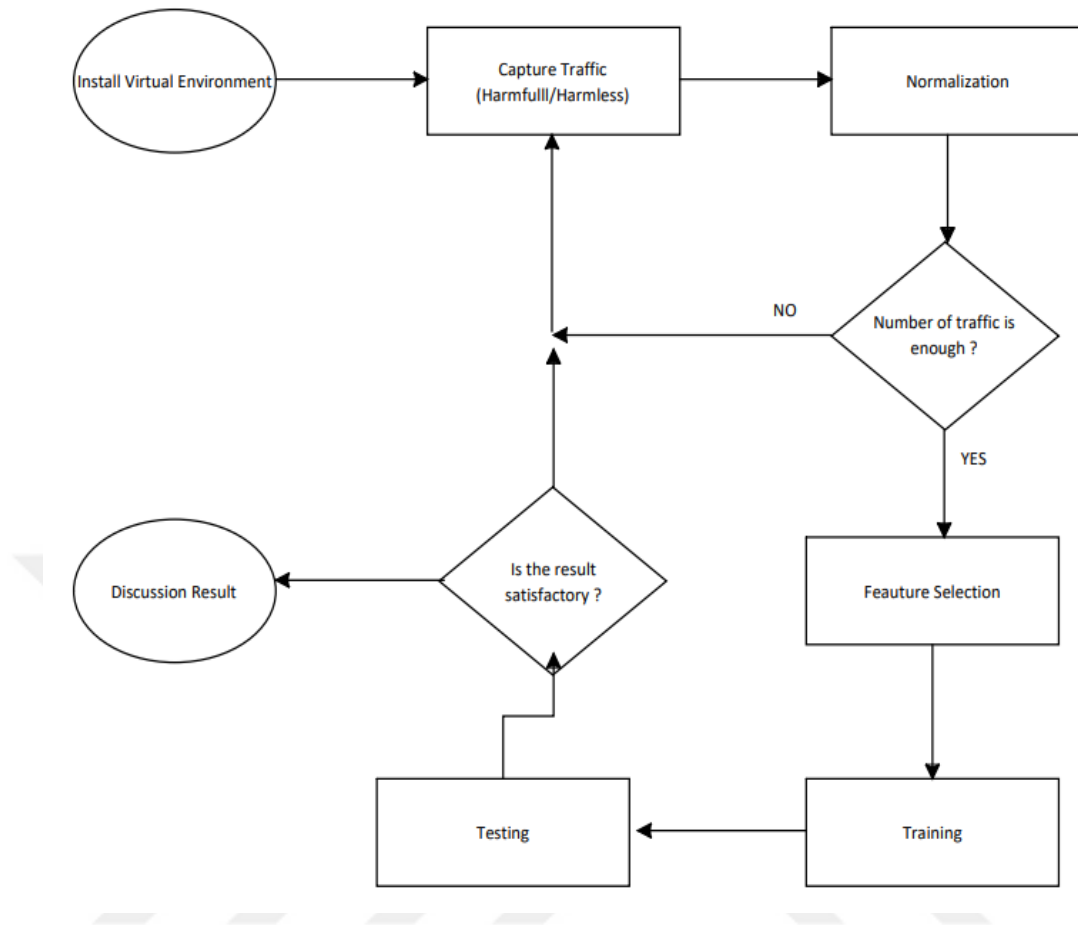 Install Virtual Environment
Capture Traffic
(Harmfulll/Harmless)
Normalization
NO
Number of traffic is
enough ?
YES
Is the result
satisfactory ?
Discussion Result
Feauture Selection
Testing
Training